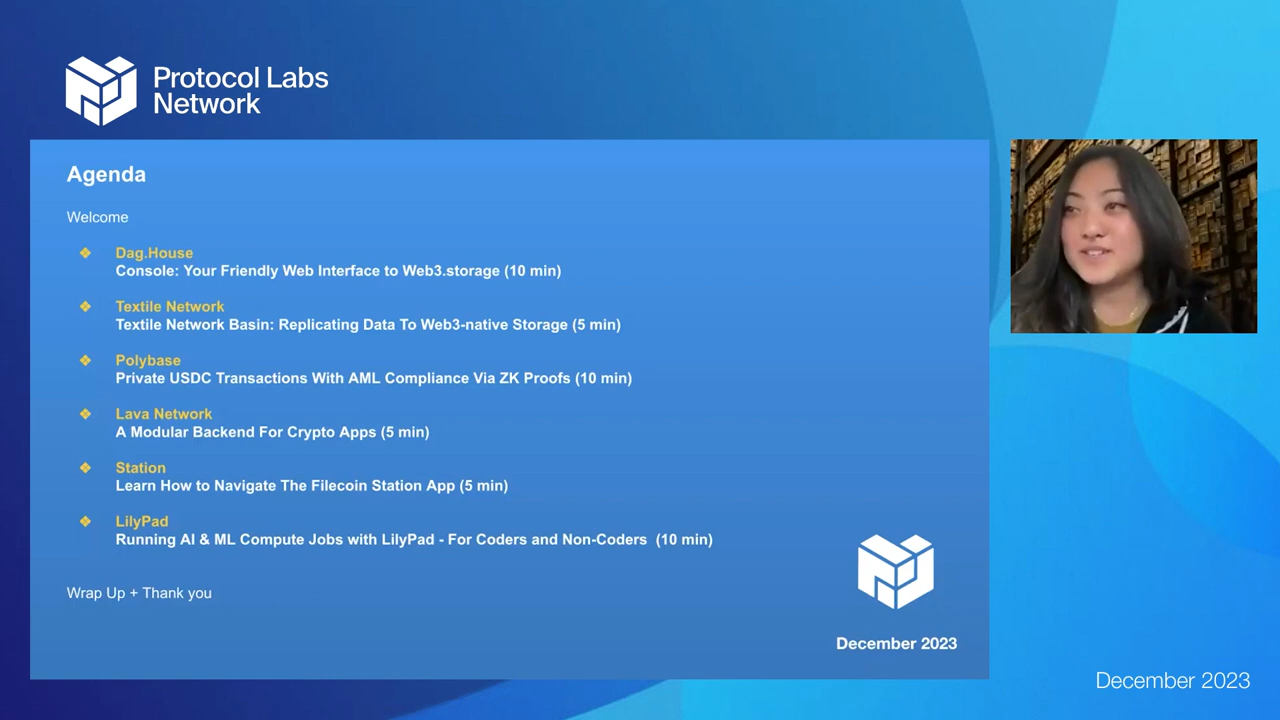 Protocol Labs
Network
Agenda
Welcome
❖ Dag.House
Console: Your Friendly Web Interface to Web3.storage (10 min)
❖ Textile Network
Textile Network Basin: Replicating Data To Web3-native Storage (5 min)
❖ Polybase
Private USDC Transactions With AML Compliance Via ZK Proofs (10 min)
❖ Lava Network
A Modular Backend For Crypto Apps (5 min)
❖ Station
Learn How to Navigate The Filecoin Station App (5 min)
❖ LilyPad
Running AI & ML Compute Jobs with LilyPad - For Coders and Non-Coders (10 min)
Wrap Up + Thank you
December 2023
December 2023